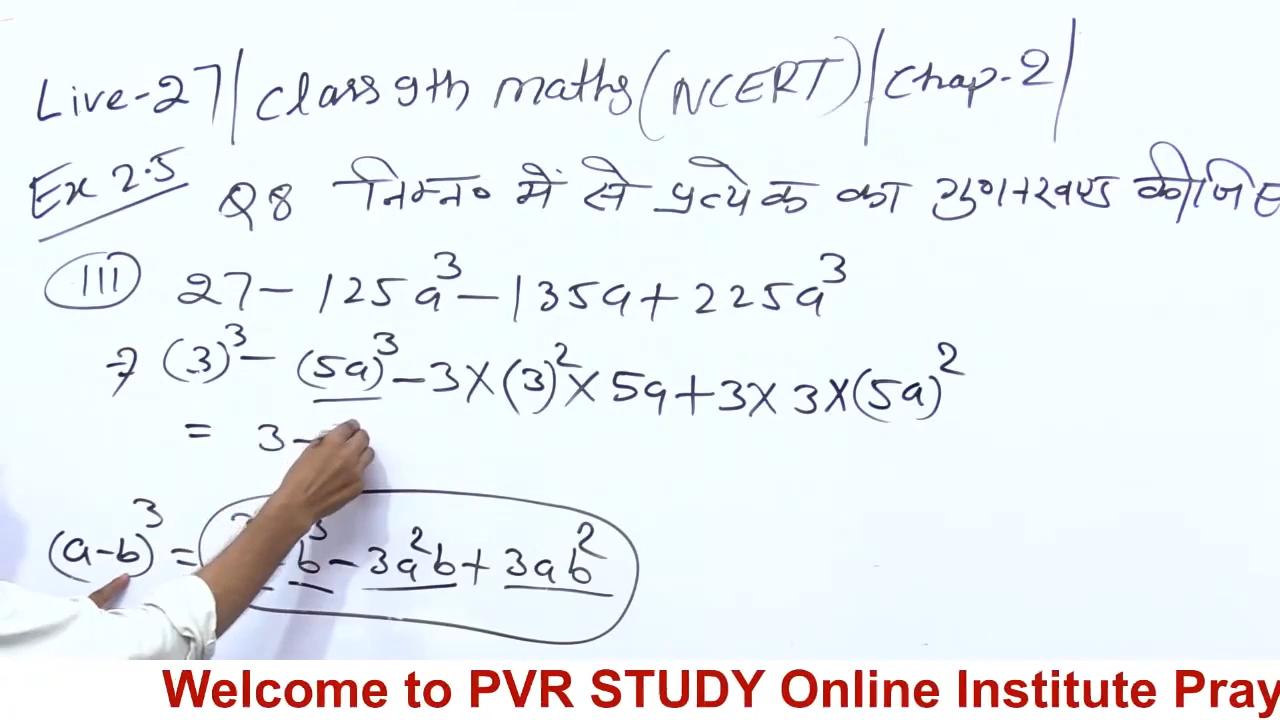 Live-27| Class 9th maths (NCERT)| Chap-2|
Ex 2.5 Q8 निम्न० में से प्रत्येक का गुणनखण्ड कीजिए
III 27-125a³-135a+225a³
→ (3)³-(5a)³-3×(3)²×5a+3×3×(5a)²
= 3-
(a-b)³ = b³-3a²b+3ab²
Welcome to PVR STUDY Online Institute Pray